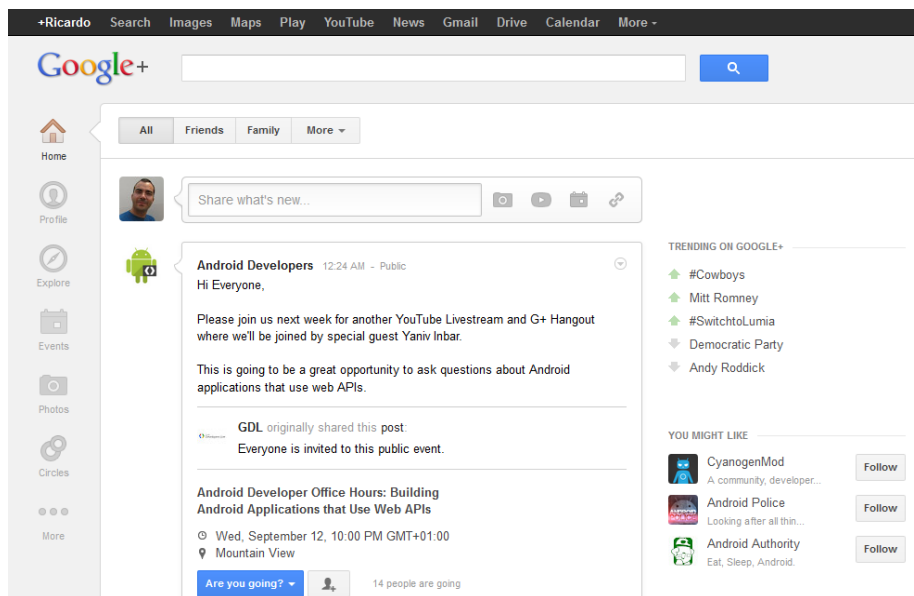 +Ricardo Search Images Maps Play YouTube News Gmail Drive Calendar More
Google+
Home
Profile
Explore
Events
Photos
Circles
More
All Friends Family More
Share what's new...
Android Developers 12:24 AM - Public
Hi Everyone,
Please join us next week for another YouTube Livestream and G+ Hangout
where we'll be joined by special guest Yaniv Inbar.
This is going to be a great opportunity to ask questions about Android
applications that use web APIs.
GDL originally shared this post:
Everyone is invited to this public event.
Android Developer Office Hours: Building
Android Applications that Use Web APIs
Wed, September 12, 10:00 PM GMT+01:00
Mountain View
Are you going? 14 people are going
TRENDING ON GOOGLE+
#Cowboys
Mitt Romney
#SwitchtoLumia
Democratic Party
Andy Roddick
YOU MIGHT LIKE
CyanogenMod
A community, developer...
Follow
Android Police
Looking after all thin...
Follow
Android Authority
Eat, Sleep, Android.
Follow